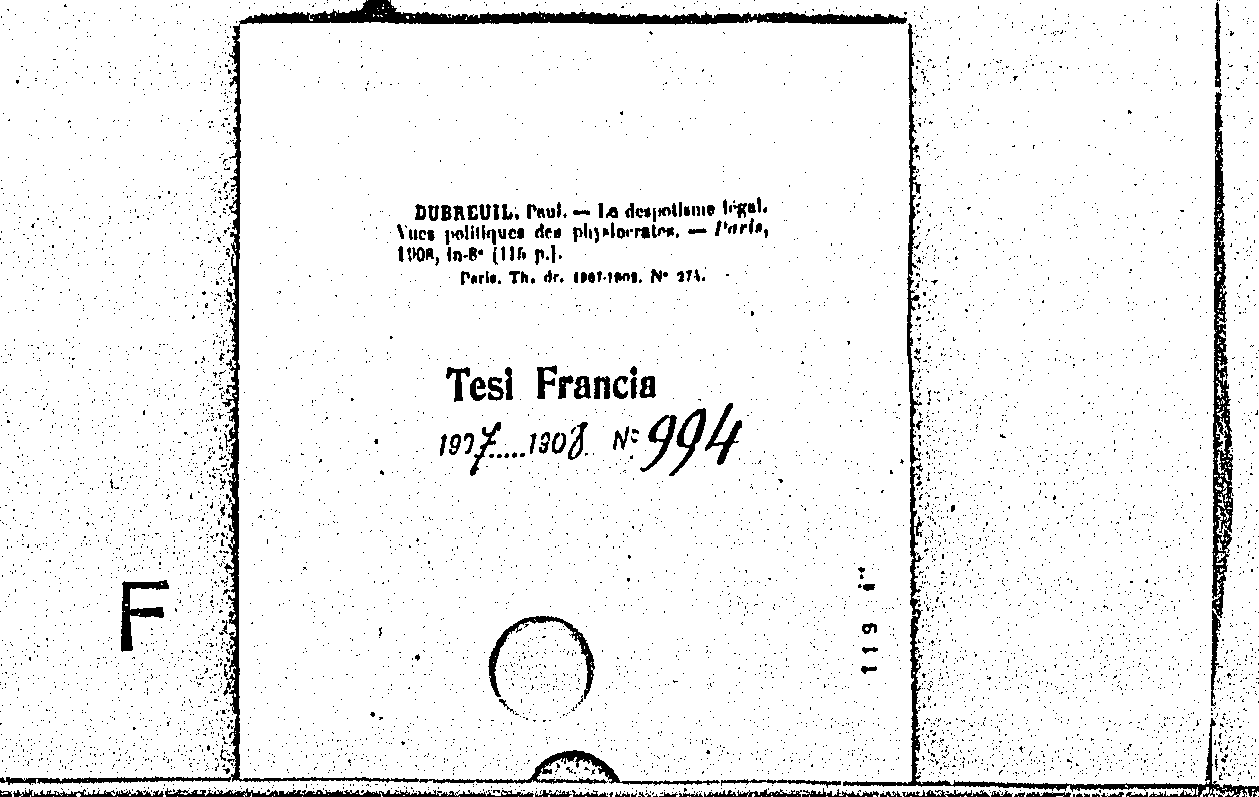 DUBREUIL, Paul. — Le despotisme légal.
Vues politiques des physiocrates. — Paris,
1908, in-8° [115 p.].
Paris. Th. dr. 1907-1908. N° 274.
Tesi Francia
1907.....1908 N° 994
F
119